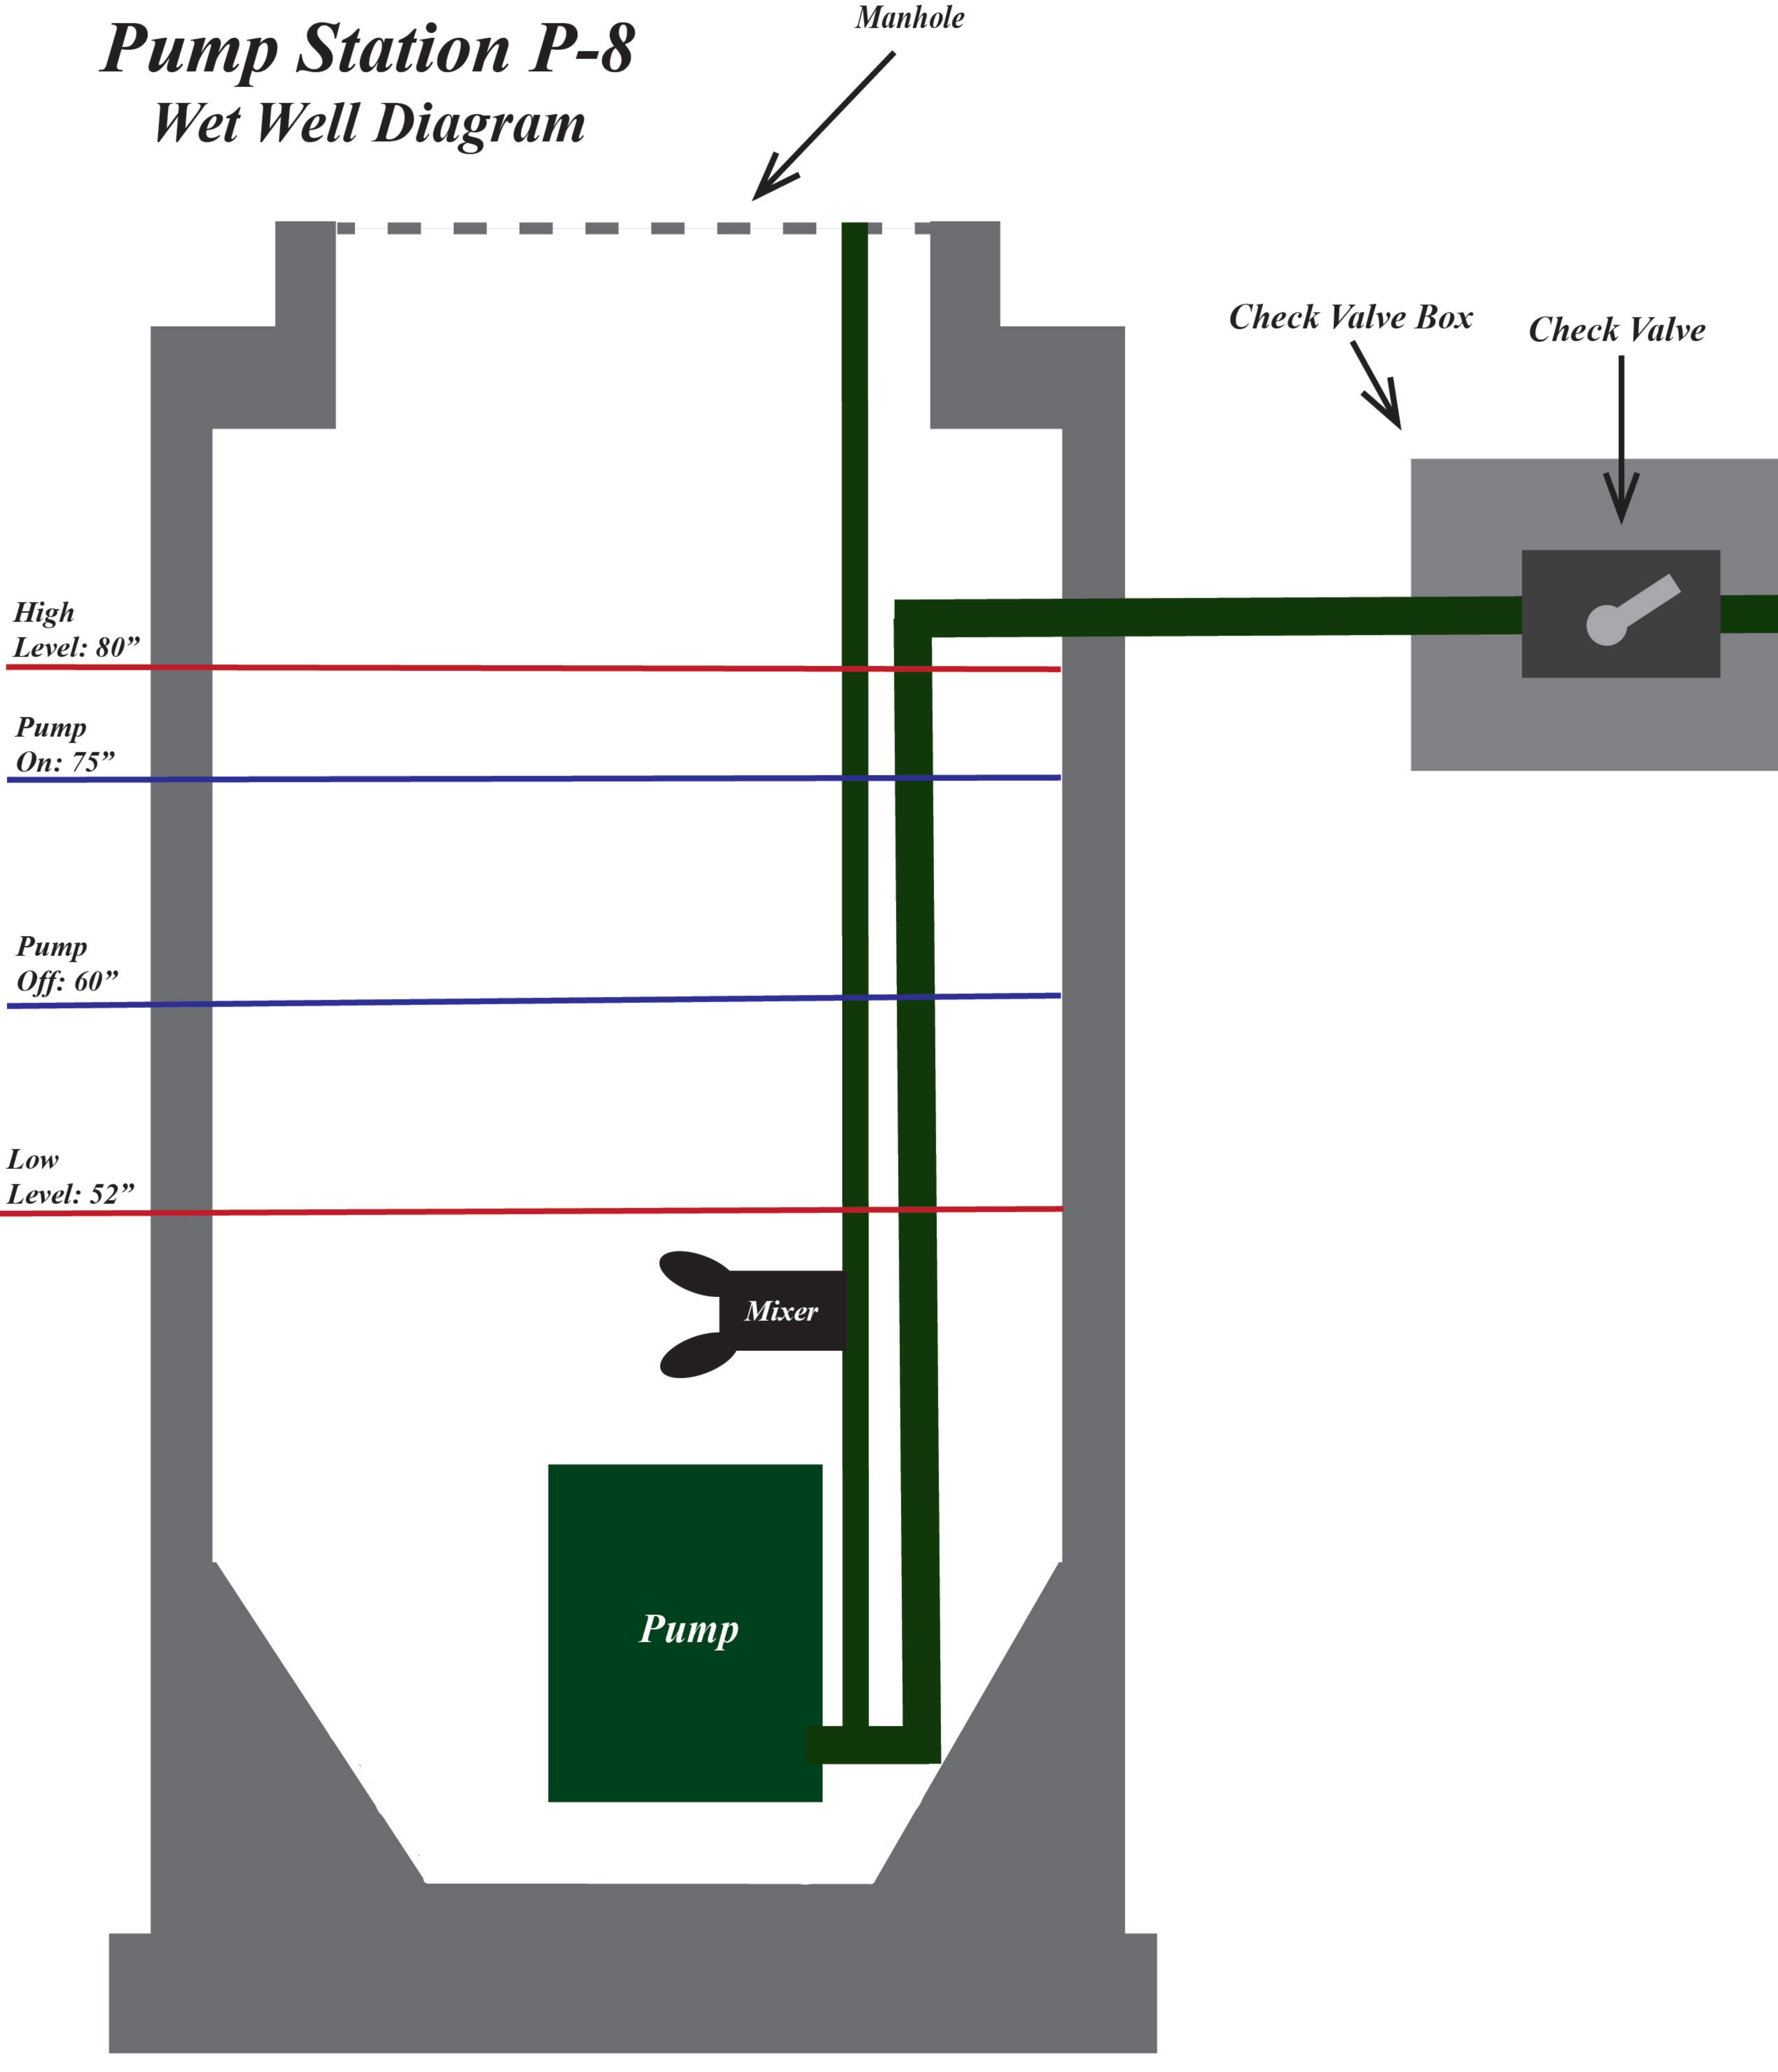 Pump Station P-8
Wet Well Diagram
Manhole
Check Valve Box
Check Valve
High
Level: 80”
Pump
On: 75”
Pump
Off: 60”
Low
Level: 52”
Mixer
Pump